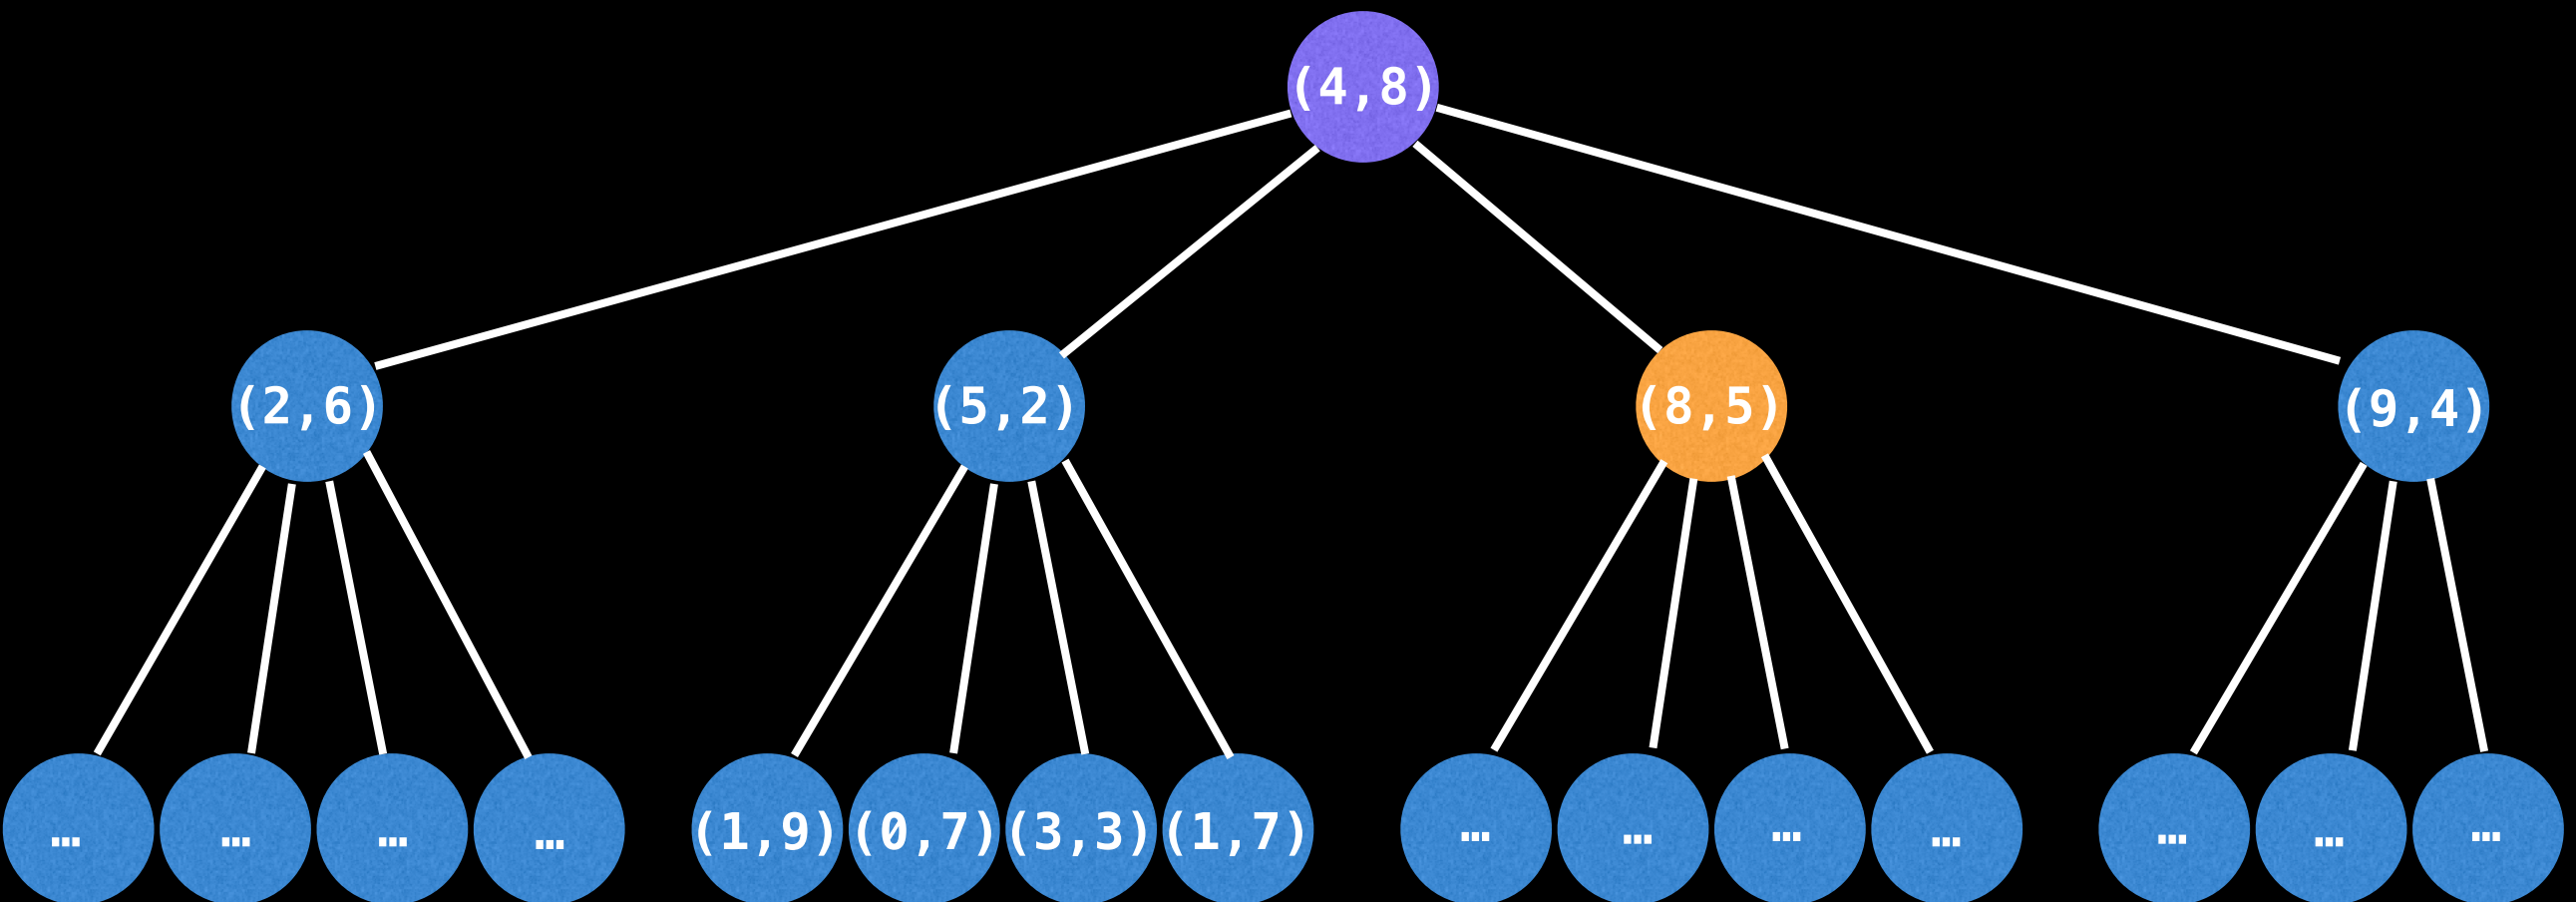 (4,8)
(2,6) (5,2) (8,5) (9,4)
… … … … (1,9) (0,7) (3,3) (1,7) … … … … … … …